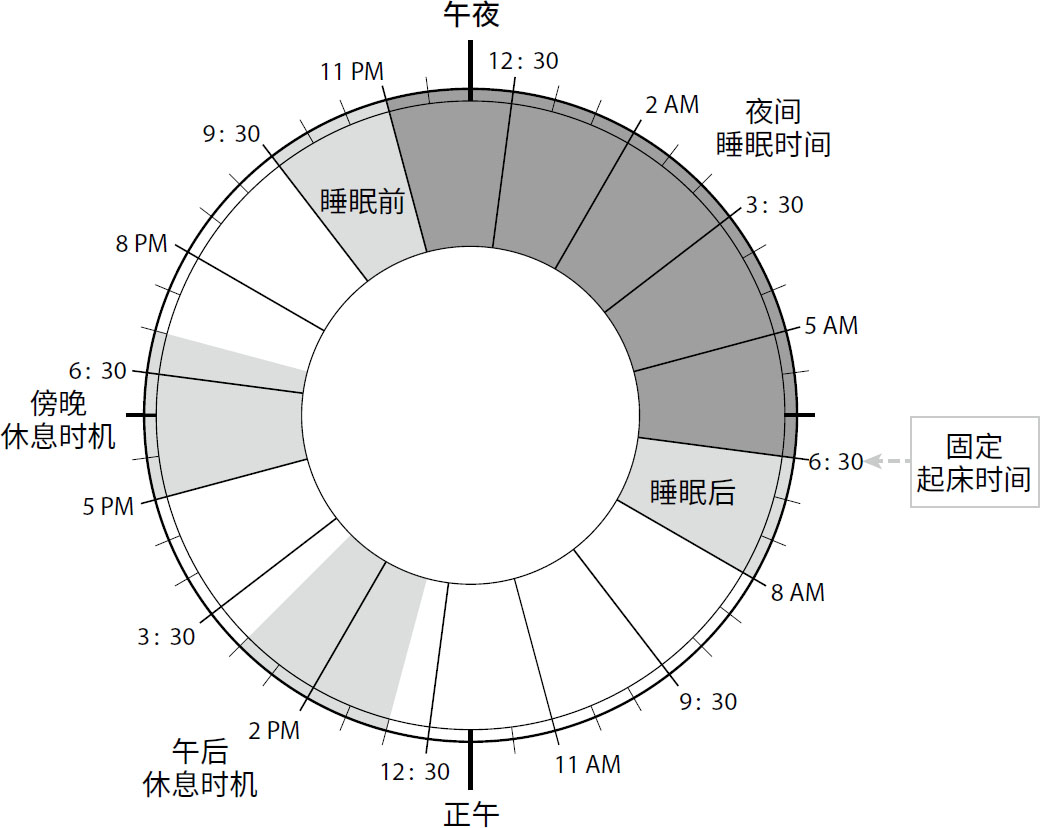 午夜
12：30
2 AM
夜间
睡眠时间
3：30
5 AM
6：30
固定
起床时间
睡眠后
8 AM
9：30
11 AM
正午
12：30
2 PM
午后
休息时机
3：30
5 PM
傍晚
休息时机
6：30
8 PM
9：30
睡眠前
11 PM